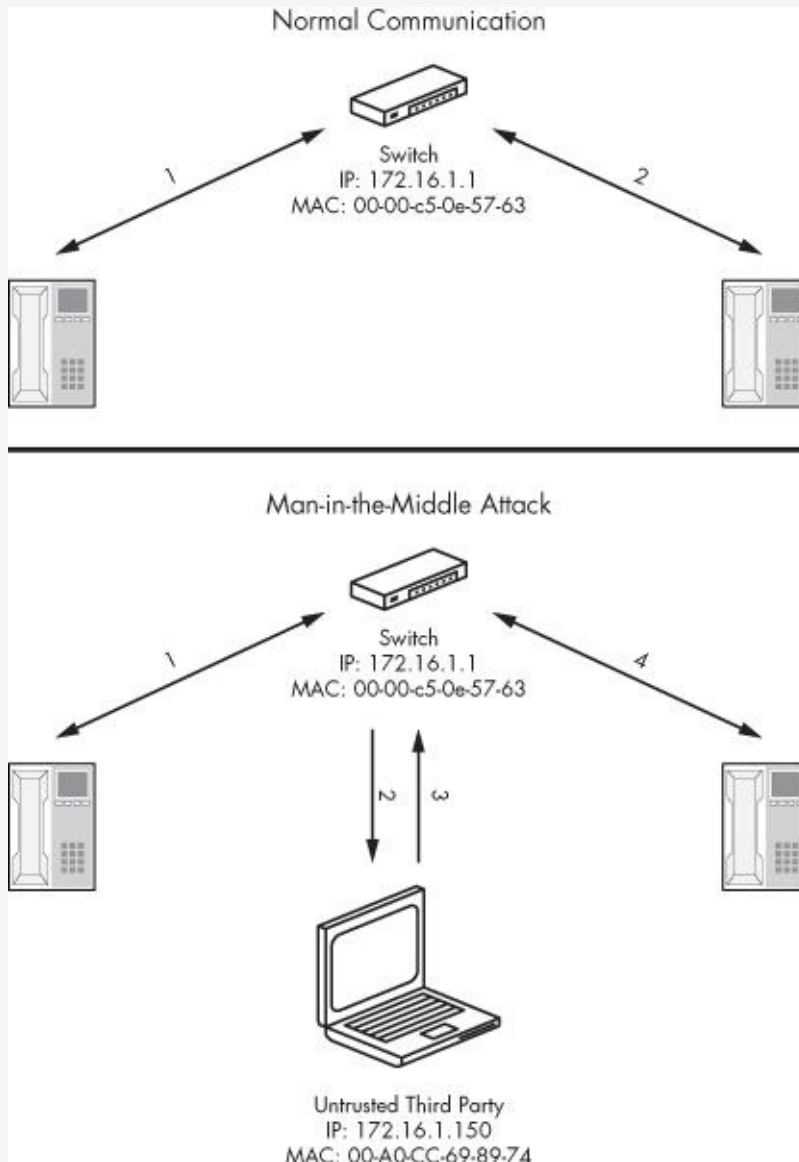 Normal Communication
Switch
IP: 172.16.1.1
MAC: 00-00-c5-0e-57-63
1
2
Man-in-the-Middle Attack
Switch
IP: 172.16.1.1
MAC: 00-00-c5-0e-57-63
1
4
2
3
Untrusted Third Party
IP: 172.16.1.150
MAC: 00-A0-CC-69-89-74